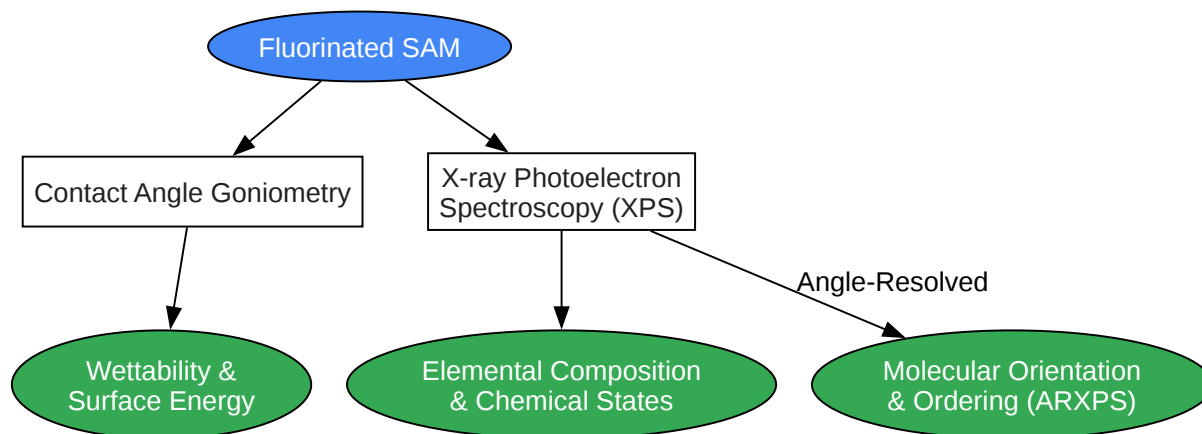 Fluorinated SAM
Contact Angle Goniometry
X-ray Photoelectron
Spectroscopy (XPS)
Angle-Resolved
Wettability &
Surface Energy
Elemental Composition
& Chemical States
Molecular Orientation
& Ordering (ARXPS)